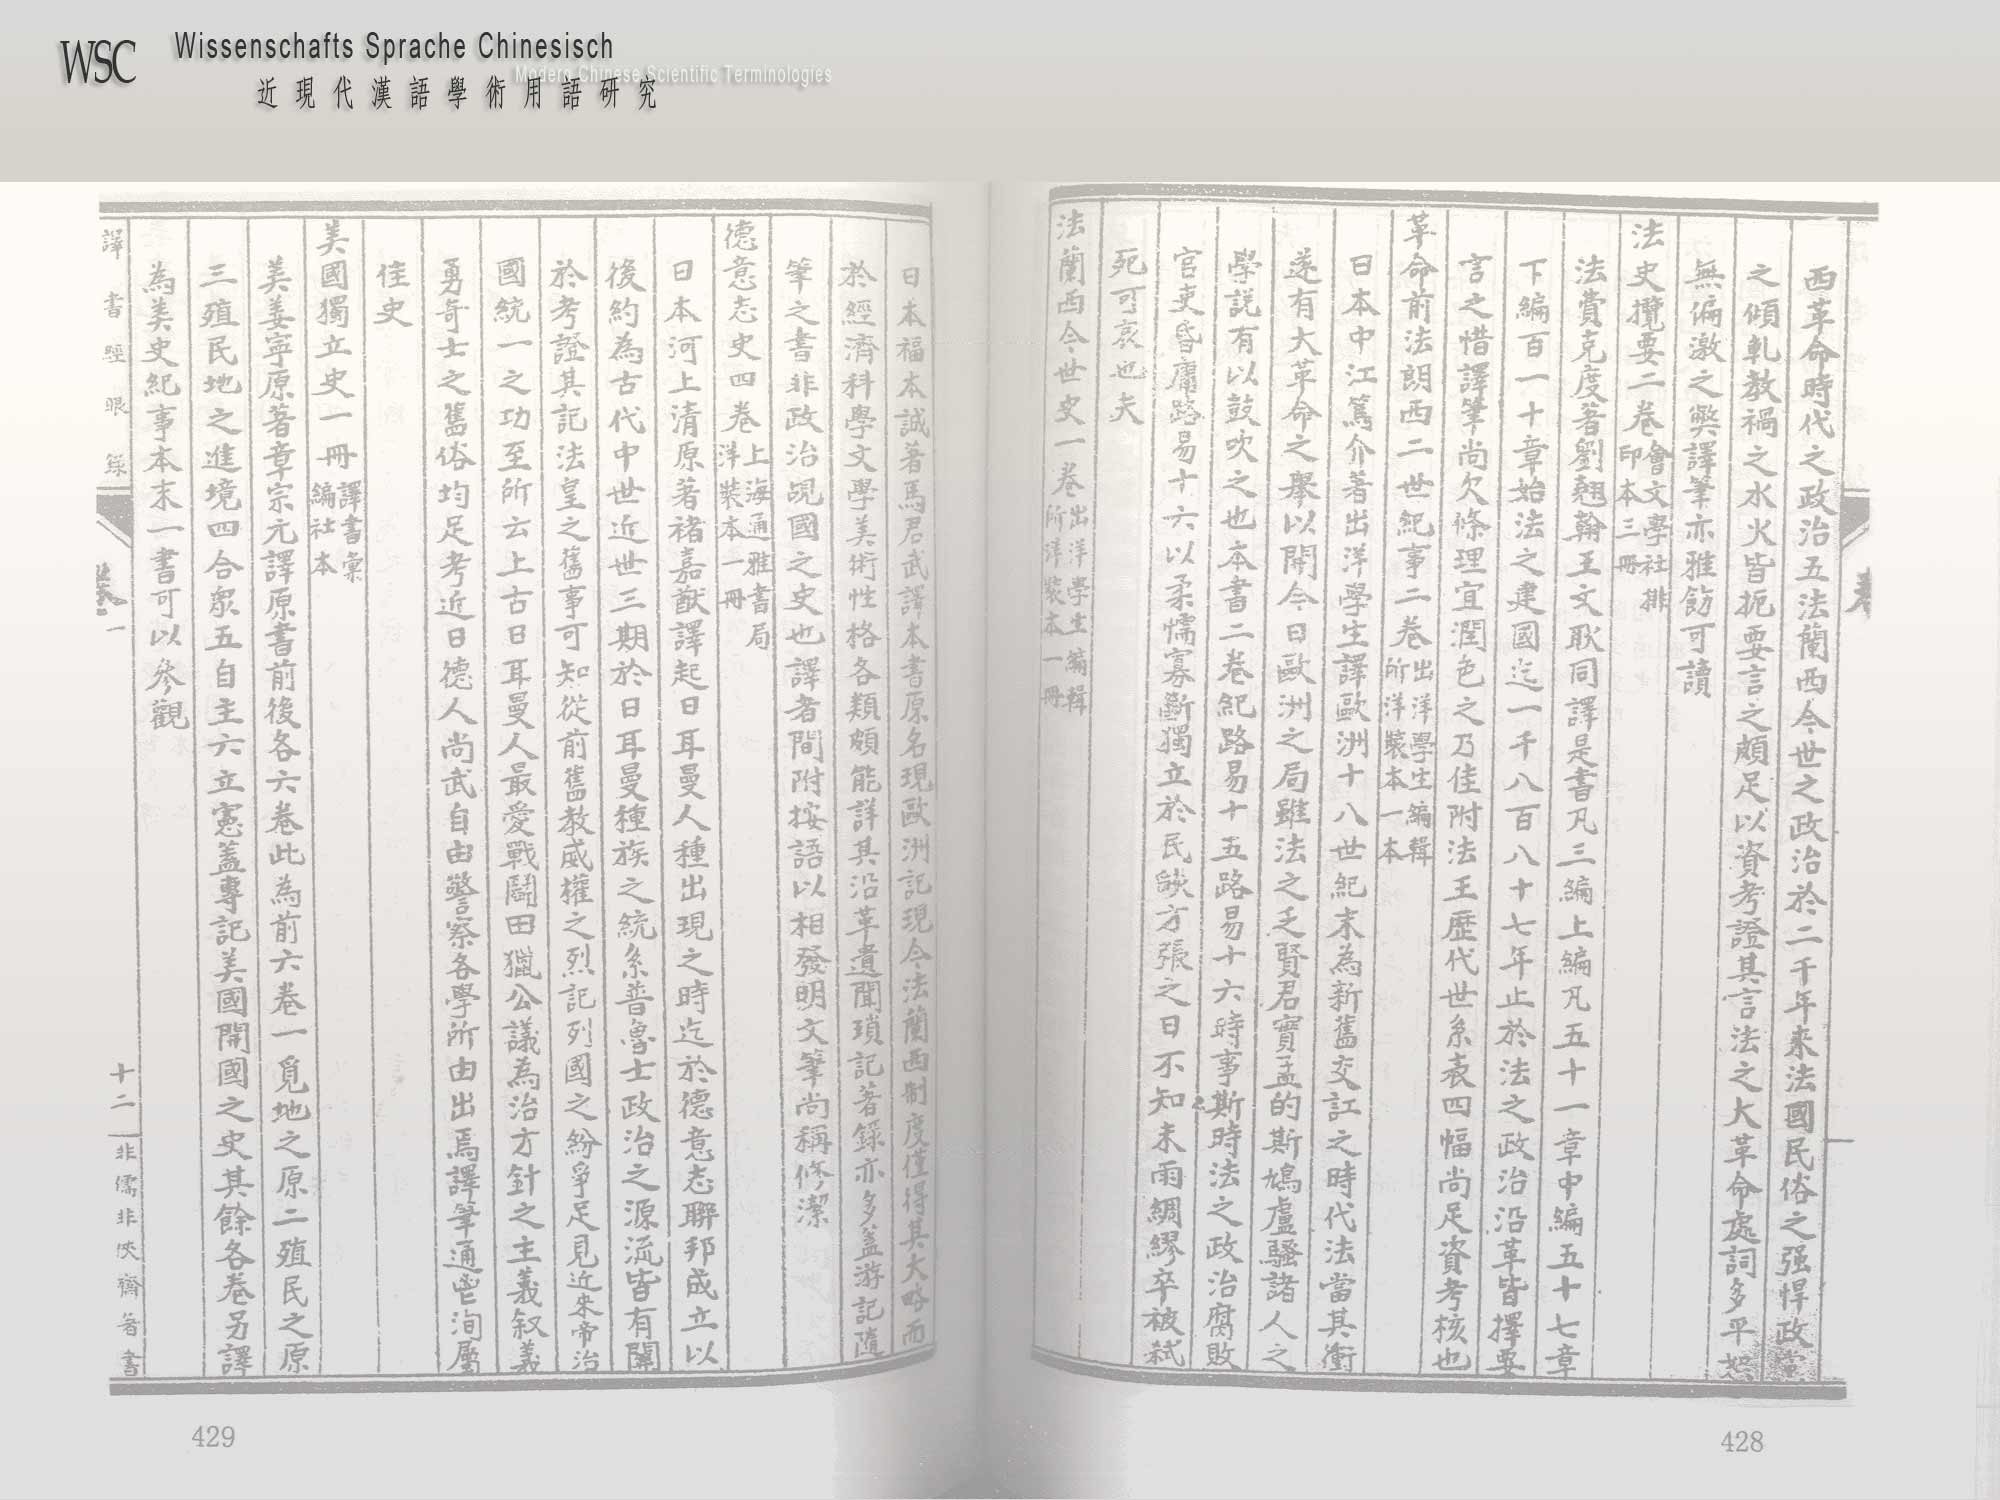 WSC
Wissenschafts Sprache Chinesisch
Modern Chinese Scientific Terminologies
近現代漢語學術用語研究
西革命時代之政治五法蘭西今世之政治於二千年来法國民俗之强悍政黨
之傾軋教禍之水火皆扼要言之頗足以資考證其言法之大革命處詞多平恕
無偏激之弊譯筆亦雅飭可讀
法史攬要二卷會文學社排印本三冊
法賞克度著劉翹翰王文耿同譯是書凡三編上編凡五十一章中編五十七章
下編百一十章始法之建國迄一千八百八十七年止於法之政治沿革皆擇要
言之惜譯筆尚欠條理宜潤色之乃佳附法王歷代世系表四幅尚足資考核也
革命前法朗西二世紀事二卷出洋學生編輯所洋裝本一本
日本中江篤介著出洋學生譯歐洲十八世紀末為新舊交訌之時代法當其衝
遂有大革命之舉以開今日歐洲之局雖法之乏賢君實孟的斯鳩盧騷諸人之
學説有以鼓吹之也本書二卷紀路易十五路易十六時事斯時法之政治腐敗
官吏昏庸路易十六以柔懦寡斷獨立於民欬方張之日不知未雨綢繆卒被弑
死可哀也夫
法蘭西今世史一卷出洋學生編輯所洋裝本一冊
428
日本福本誠著馬君武譯本書原名現歐洲記現今法蘭西制度僅得其大略而
於經濟科學文學美術性格各類頗能詳其沿革遺聞瑣記著錄亦多蓋游記隨
筆之書非政治覘國之史也譯者間附按語以相發明文筆尚稱修潔
德意志史四卷上海通雅書局洋裝本一冊
日本河上清原著褚嘉猷譯起日耳曼人種出現之時迄於德意志聯邦成立以
後約為古代中世近世三期於日耳曼種族之統系普魯士政治之源流皆有闡
於考證其記法皇之舊事可知從前舊教威權之烈記列國之紛爭足見近来帝治
國統一之功至所云上古日耳曼人最愛戰鬪田獵公議為治方針之主義叙義
勇奇士之舊俗均足考近日德人尚武自由警察各學所由出焉譯筆通鬯洵屬
佳史
美國獨立史一冊譯書彙編社本
美姜寧原著章宗元譯原書前後各六卷此為前六卷一覓地之原二殖民之原
三殖民地之進境四合衆五自主六立憲蓋專記美國開國之史其餘各卷另譯
為美史紀事本末一書可以參觀
譯書經眼錄
卷一
十二
非儒非俠齋著書
429